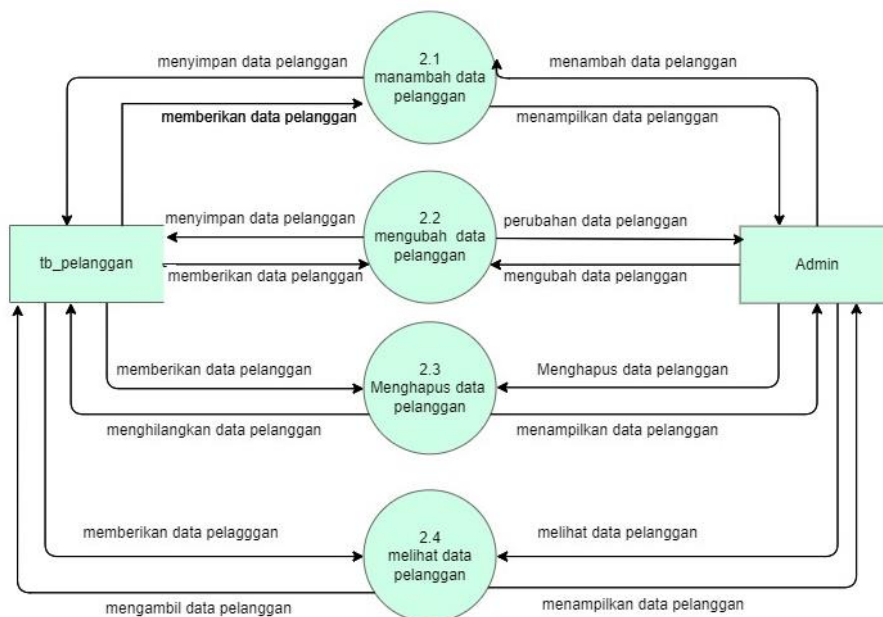 menyimpan data pelanggan
2.1
manambah data
pelanggan
menambah data pelanggan
memberikan data pelanggan
menampilkan data pelanggan
menyimpan data pelanggan
2.2
mengubah data
pelanggan
perubahan data pelanggan
tb_pelanggan
memberikan data pelanggan
mengubah data pelanggan
Admin
memberikan data pelanggan
2.3
Menghapus data
pelanggan
Menghapus data pelanggan
menghilangkan data pelanggan
menampilkan data pelanggan
memberikan data pelagggan
2.4
melihat data
pelanggan
melihat data pelanggan
mengambil data pelanggan
menampilkan data pelanggan